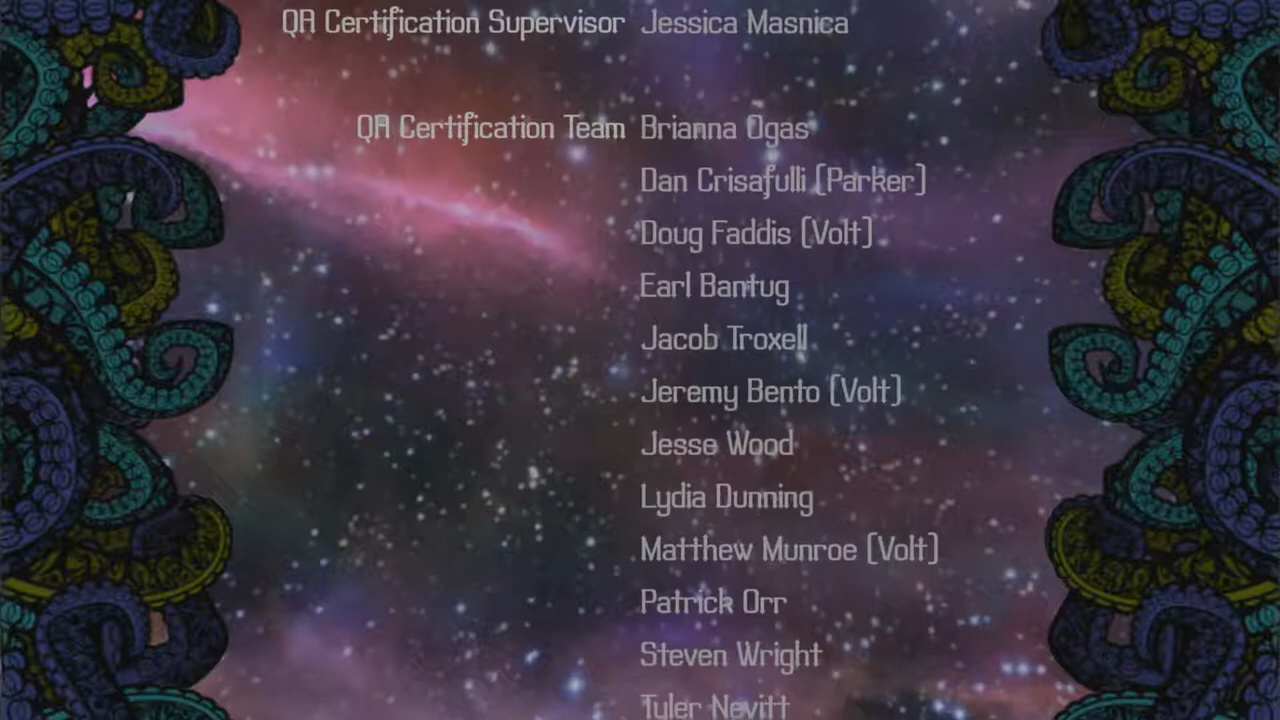 QA Certification Supervisor Jessica Masnica
QA Certification Team Brianna Ogas
Dan Crisafulli (Parker)
Doug Faddis (Volt)
Earl Bantug
Jacob Troxell
Jeremy Bento (Volt)
Jesse Wood
Lydia Dunning
Matthew Munroe (Volt)
Patrick Orr
Steven Wright
Tyler Nevitt